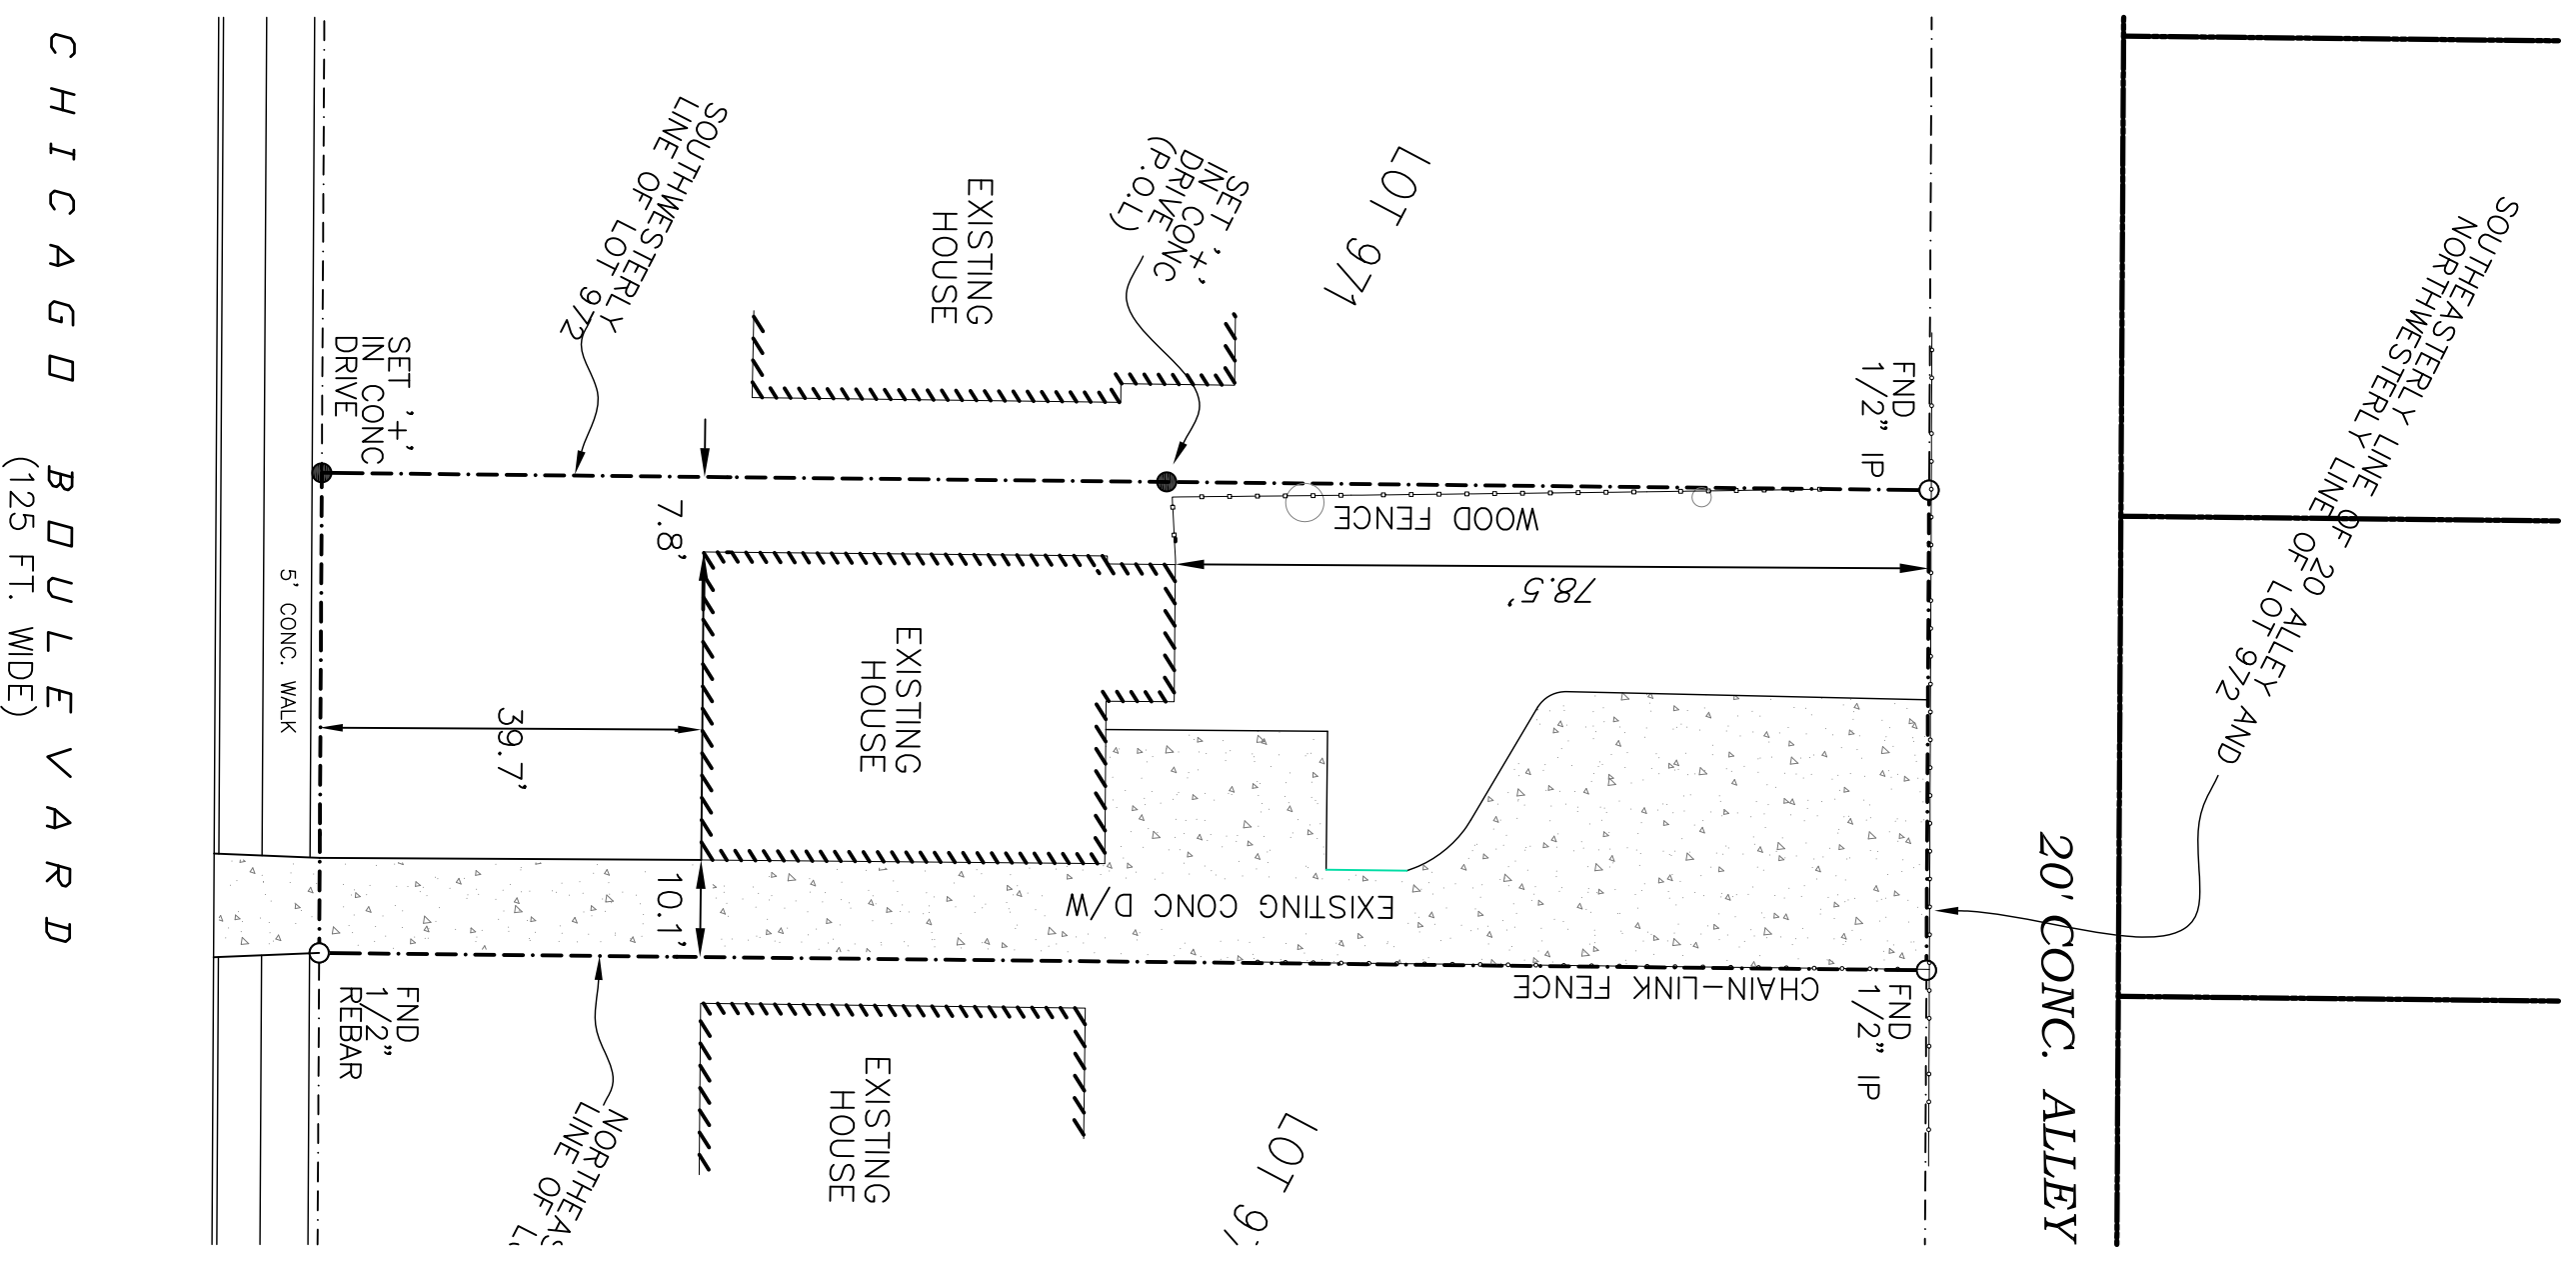 CHICAGO BOULEVARD
(125 FT. WIDE)
5' CONC. WALK
SOUTHWESTERLY
LINE OF LOT 972
SET '+'
IN CONC
DRIVE
EXISTING
HOUSE
SET '+'
IN CONC
DRIVE
(P.O.L)
LOT 971
FND
1/2" IP
SOUTHEASTERLY LINE OF 20 ALLEY AND
NORTHWESTERLY LINE OF LOT 972
20' CONC. ALLEY
7.8'
WOOD FENCE
78.5'
EXISTING
HOUSE
39.7'
10.1'
EXISTING CONC D/W
CHAIN-LINK FENCE
FND
1/2" IP
FND
1/2"
REBAR
EXISTING
HOUSE
LINE OF
LOT